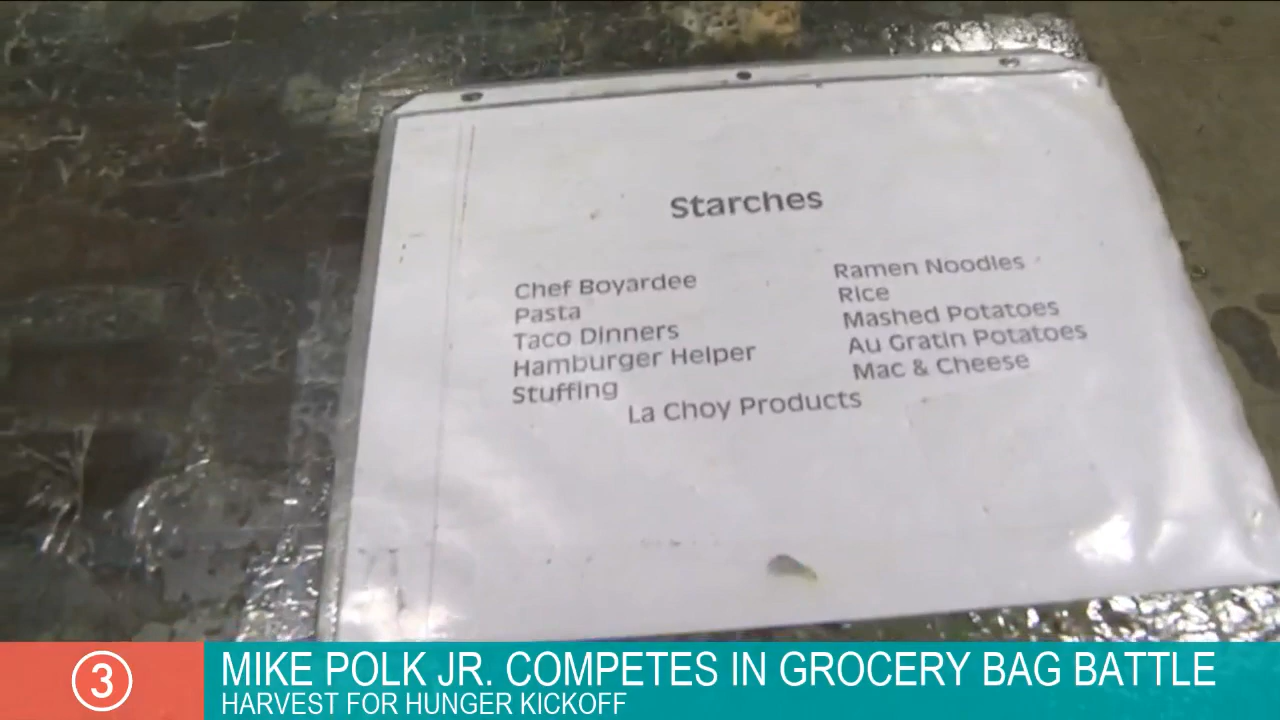 Starches
Chef Boyardee
Pasta
Taco Dinners
Hamburger Helper
Stuffing
Ramen Noodles
Rice
Mashed Potatoes
Au Gratin Potatoes
Mac & Cheese
La Choy Products
3
MIKE POLK JR. COMPETES IN GROCERY BAG BATTLE
HARVEST FOR HUNGER KICKOFF